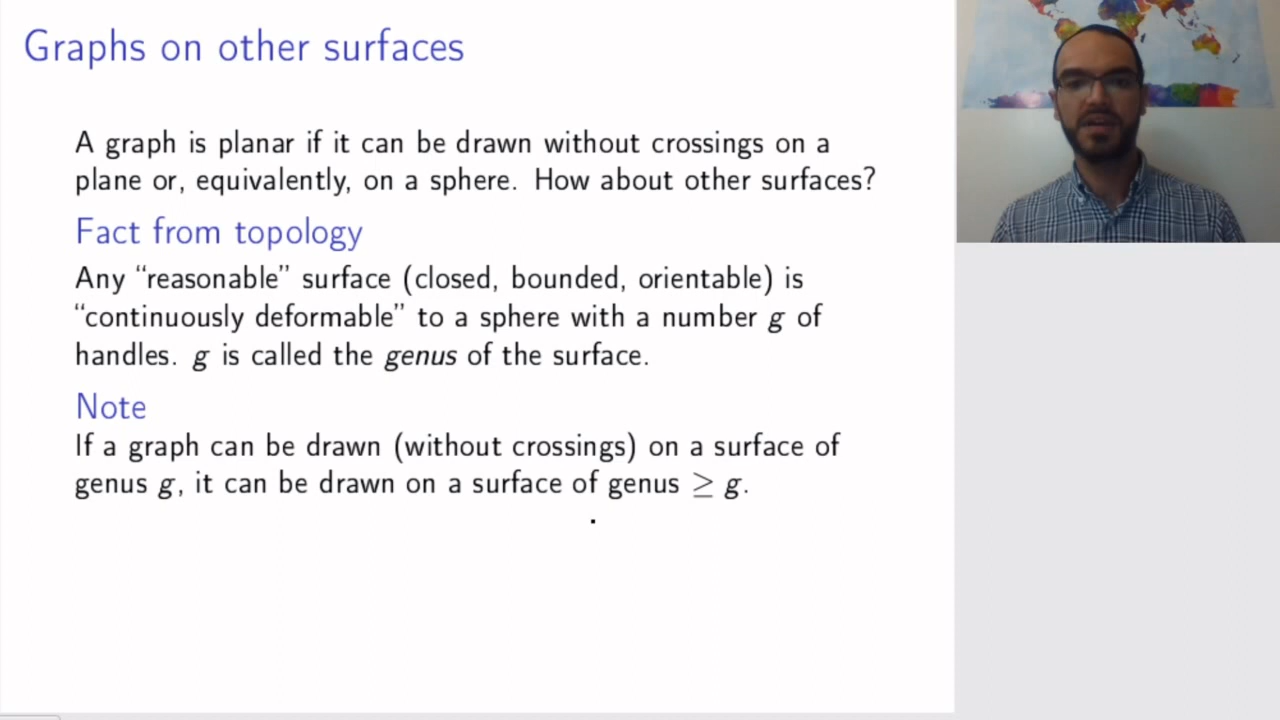 Graphs on other surfaces
A graph is planar if it can be drawn without crossings on a
plane or, equivalently, on a sphere. How about other surfaces?
Fact from topology
Any “reasonable” surface (closed, bounded, orientable) is
“continuously deformable” to a sphere with a number g of
handles. g is called the genus of the surface.
Note
If a graph can be drawn (without crossings) on a surface of
genus g, it can be drawn on a surface of genus ≥ g.